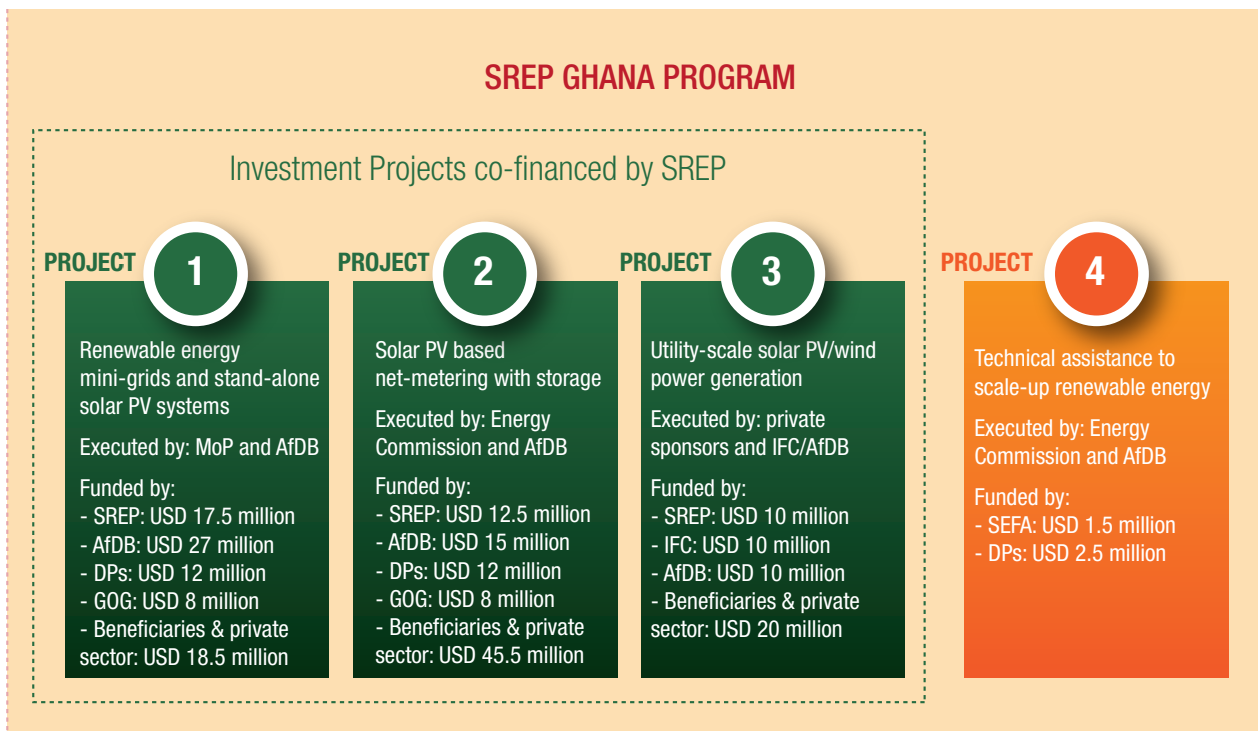 SREP GHANA PROGRAM
Investment Projects co-financed by SREP
PROJECT 1
Renewable energy
mini-grids and stand-alone
solar PV systems
Executed by: MoP and AfDB
Funded by:
- SREP: USD 17.5 million
- AfDB: USD 27 million
- DPs: USD 12 million
- GOG: USD 8 million
- Beneficiaries & private
sector: USD 18.5 million
PROJECT 2
Solar PV based
net-metering with storage
Executed by: Energy
Commission and AfDB
Funded by:
- SREP: USD 12.5 million
- AfDB: USD 15 million
- DPs: USD 12 million
- GOG: USD 8 million
- Beneficiaries & private
sector: USD 45.5 million
PROJECT 3
Utility-scale solar PV/wind
power generation
Executed by: private
sponsors and IFC/AfDB
Funded by:
- SREP: USD 10 million
- IFC: USD 10 million
- AfDB: USD 10 million
- Beneficiaries & private
sector: USD 20 million
PROJECT 4
Technical assistance to
scale-up renewable energy
Executed by: Energy
Commission and AfDB
Funded by:
- SEFA: USD 1.5 million
- DPs: USD 2.5 million